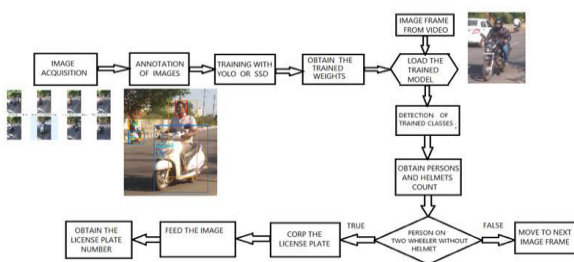 IMAGE FRAME
FROM VIDEO
IMAGE
ACQUISITION
ANNOTATION
OF IMAGES
TRAINING WITH
YOLO OR SSD
OBTAIN THE
TRAINED
WEIGHTS
LOAD THE
TRAINED
MODEL
DETECTION OF
TRAINED CLASSES .
OBTAIN PERSONS
AND HELMETS
COUNT
PERSON ON
TWO WHEELER WITHOUT
HELMET
TRUE
FALSE
CORP THE
LICENSE PLATE
FEED THE IMAGE
OBTAIN THE
LICENSE PLATE
NUMBER
MOVE TO NEXT
IMAGE FRAME